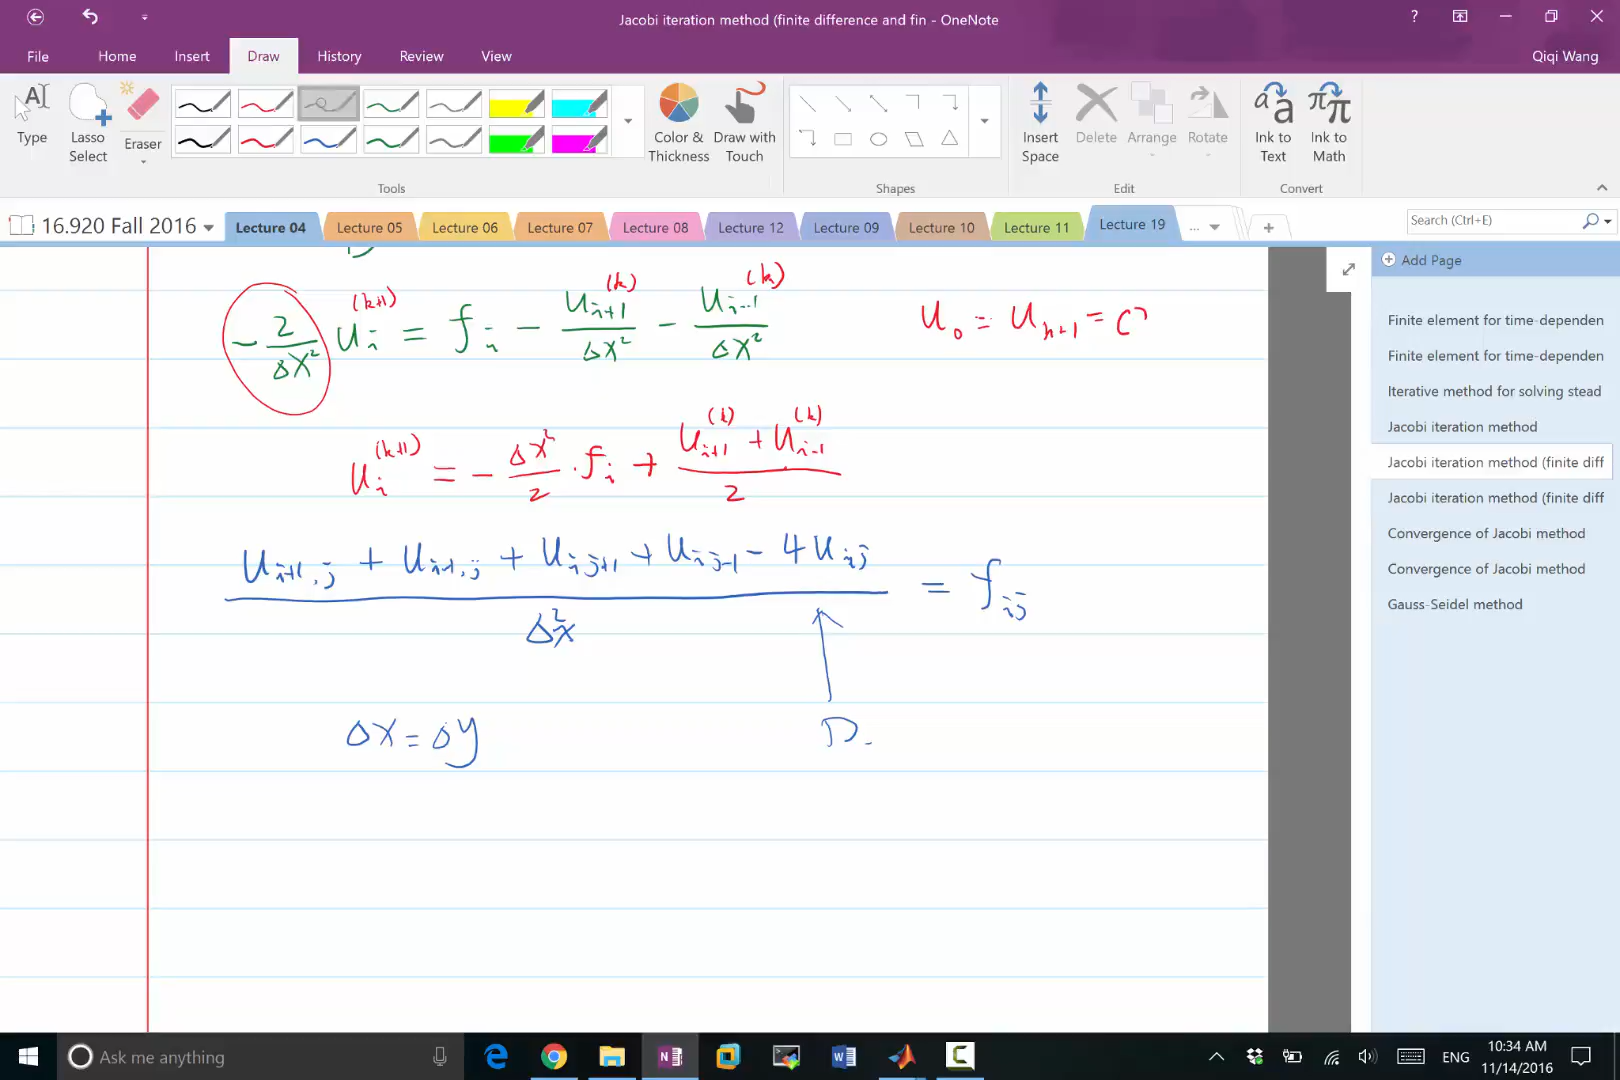 Jacobi iteration method (finite difference and fin - OneNote
?
File Home Insert Draw History Review View
Qiqi Wang
Type
Lasso Select
Eraser
Color & Thickness
Draw with Touch
Insert Space
Delete
Arrange
Rotate
Ink to Text
Ink to Math
Tools Shapes Edit Convert
16.920 Fall 2016
Lecture 04 Lecture 05 Lecture 06 Lecture 07 Lecture 08 Lecture 12 Lecture 09 Lecture 10 Lecture 11 Lecture 19 ...
Search (Ctrl+E)
Add Page
Finite element for time-dependen
Finite element for time-dependen
Iterative method for solving stead
Jacobi iteration method
Jacobi iteration method (finite diff
Jacobi iteration method (finite diff
Convergence of Jacobi method
Convergence of Jacobi method
Gauss-Seidel method
-2/Δx² u_i^(k+1) = f_i - u_{i+1}^(k)/Δx² - u_{i-1}^(k)/Δx²
u_0 = u_{n+1} = 0
u_i^(k+1) = -Δx²/2 · f_i + (u_{i+1}^(k) + u_{i-1}^(k))/2
(u_{i+1,j} + u_{i-1,j} + u_{i,j+1} + u_{i,j-1} - 4u_{ij})/Δx² = f_{ij}
Δx = Δy
D.
Ask me anything
ENG
10:34 AM
11/14/2016